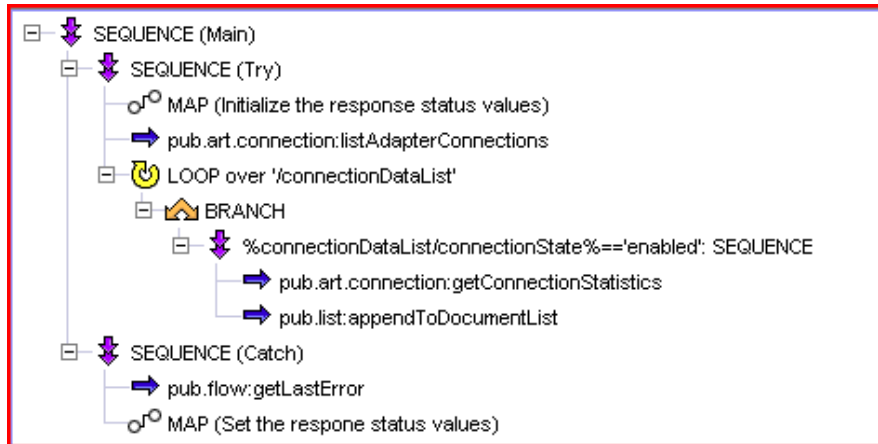 SEQUENCE (Main)
SEQUENCE (Try)
MAP (Initialize the response status values)
pub.art.connection:listAdapterConnections
LOOP over '/connectionDataList'
BRANCH
%connectionDataList/connectionState%=='enabled': SEQUENCE
pub.art.connection:getConnectionStatistics
pub.list:appendToDocumentList
SEQUENCE (Catch)
pub.flow:getLastError
MAP (Set the respone status values)